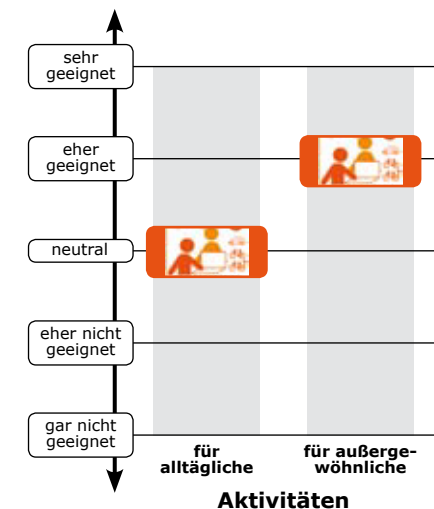 sehr
geeignet
eher
geeignet
neutral
eher nicht
geeignet
gar nicht
geeignet
für
alltägliche
für außerge-
wöhnliche
Aktivitäten